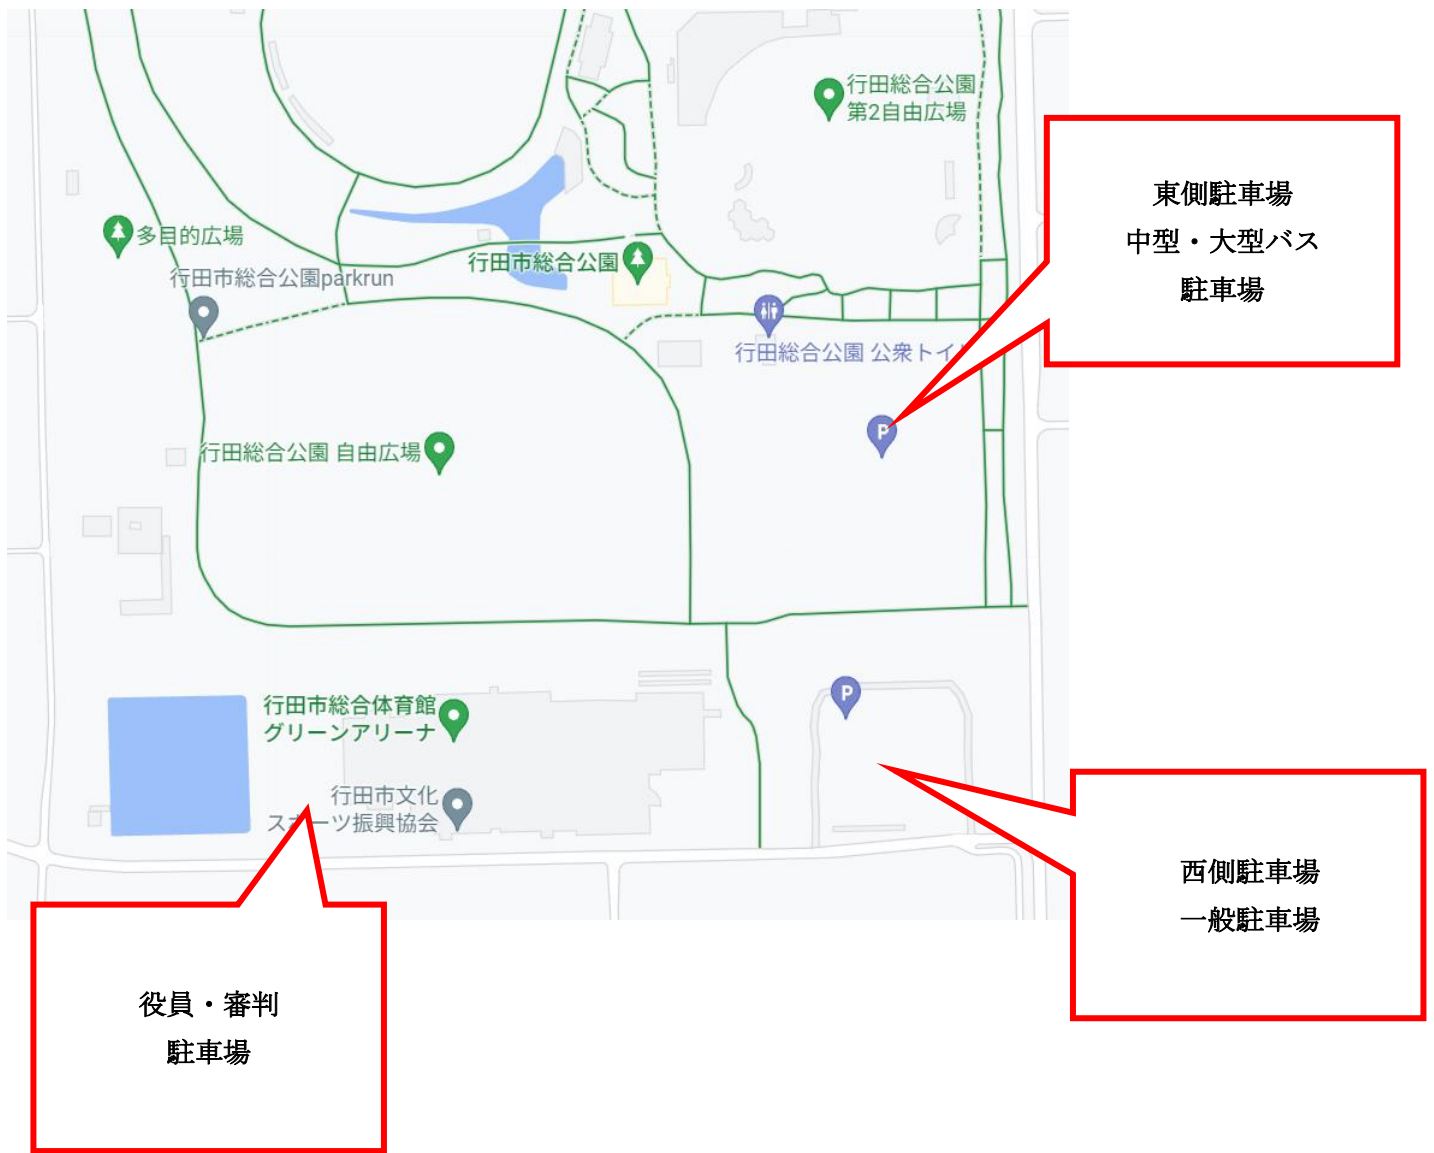 行田総合公園
第2自由広場
東側駐車場
中型・大型バス
駐車場
多目的広場
行田市総合公園
行田市総合公園parkrun
行田総合公園 公衆トイ
P
行田総合公園 自由広場
P
行田市総合体育館
グリーンアリーナ
行田市文化
スポーツ振興協会
西側駐車場
一般駐車場
役員・審判
駐車場